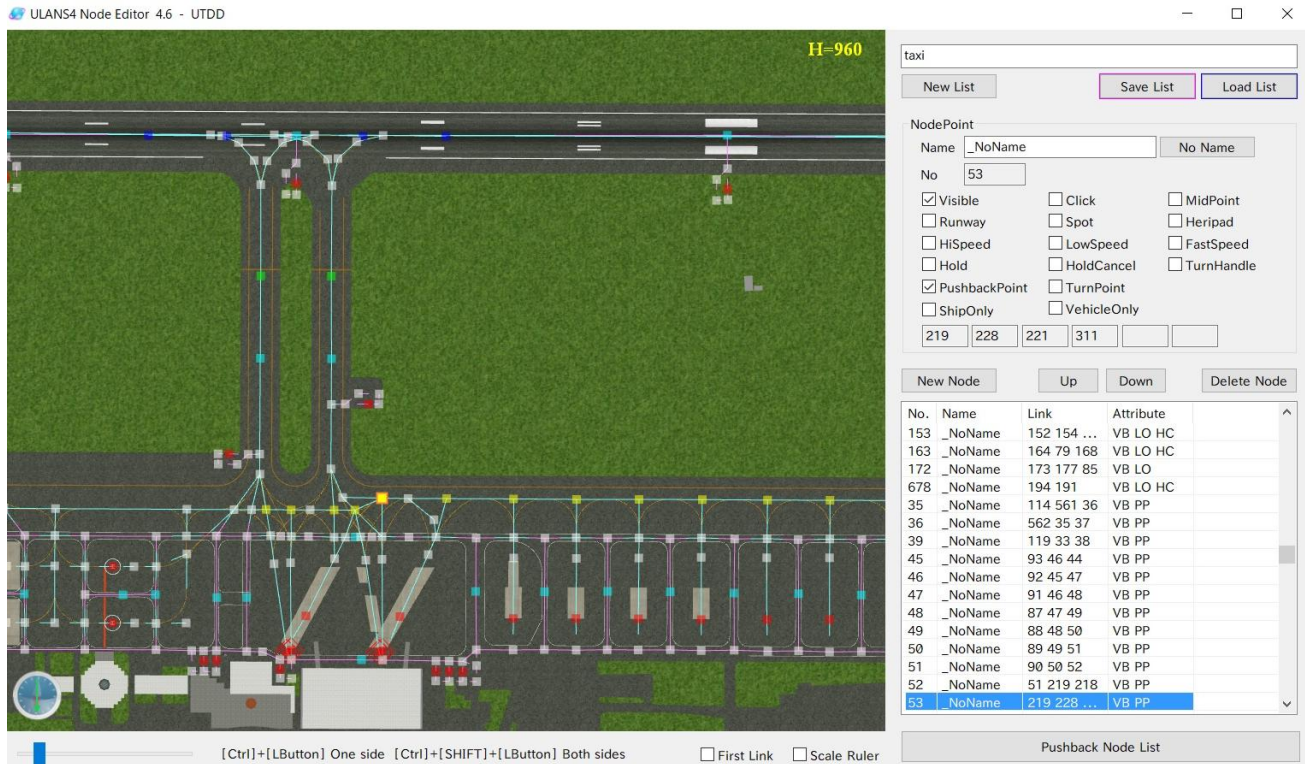 ULANS4 Node Editor 4.6 - UTDD
H=960
taxi
New List Save List Load List
NodePoint
Name _NoName No Name
No 53
Visible Click MidPoint
Runway Spot Heripad
HiSpeed LowSpeed FastSpeed
Hold HoldCancel TurnHandle
PushbackPoint TurnPoint
ShipOnly VehicleOnly
219 228 221 311
New Node Up Down Delete Node
No. Name Link Attribute
153 _NoName 152 154 ... VB LO HC
163 _NoName 164 79 168 VB LO HC
172 _NoName 173 177 85 VB LO
678 _NoName 194 191 VB LO HC
35 _NoName 114 561 36 VB PP
36 _NoName 562 35 37 VB PP
39 _NoName 119 33 38 VB PP
45 _NoName 93 46 44 VB PP
46 _NoName 92 45 47 VB PP
47 _NoName 91 46 48 VB PP
48 _NoName 87 47 49 VB PP
49 _NoName 88 48 50 VB PP
50 _NoName 89 49 51 VB PP
51 _NoName 90 50 52 VB PP
52 _NoName 51 219 218 VB PP
53 _NoName 219 228 ... VB PP
[Ctrl]+[LButton] One side [Ctrl]+[SHIFT]+[LButton] Both sides
First Link Scale Ruler
Pushback Node List